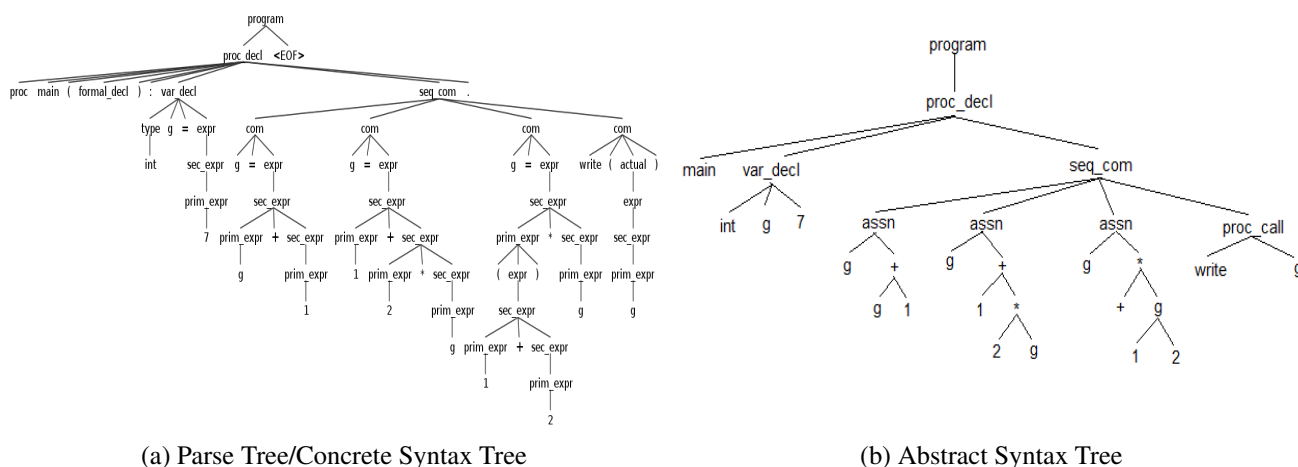 program
proc_decl <EOF>
proc main ( formal_decl ) : var_decl seq_com .
type g = expr com com com com
int sec_expr g = expr g = expr g = expr write ( actual )
prim_expr sec_expr sec_expr sec_expr expr
7 prim_expr + sec_expr prim_expr + sec_expr prim_expr * sec_expr sec_expr
g prim_expr 1 prim_expr * sec_expr ( expr ) prim_expr prim_expr
1 2 prim_expr sec_expr g g
g prim_expr + sec_expr
1 prim_expr
2
(a) Parse Tree/Concrete Syntax Tree
program
proc_decl
main var_decl seq_com
int g 7 assn assn assn proc_call
g + g + g * write g
g 1 1 * + g
2 g 1 2
(b) Abstract Syntax Tree